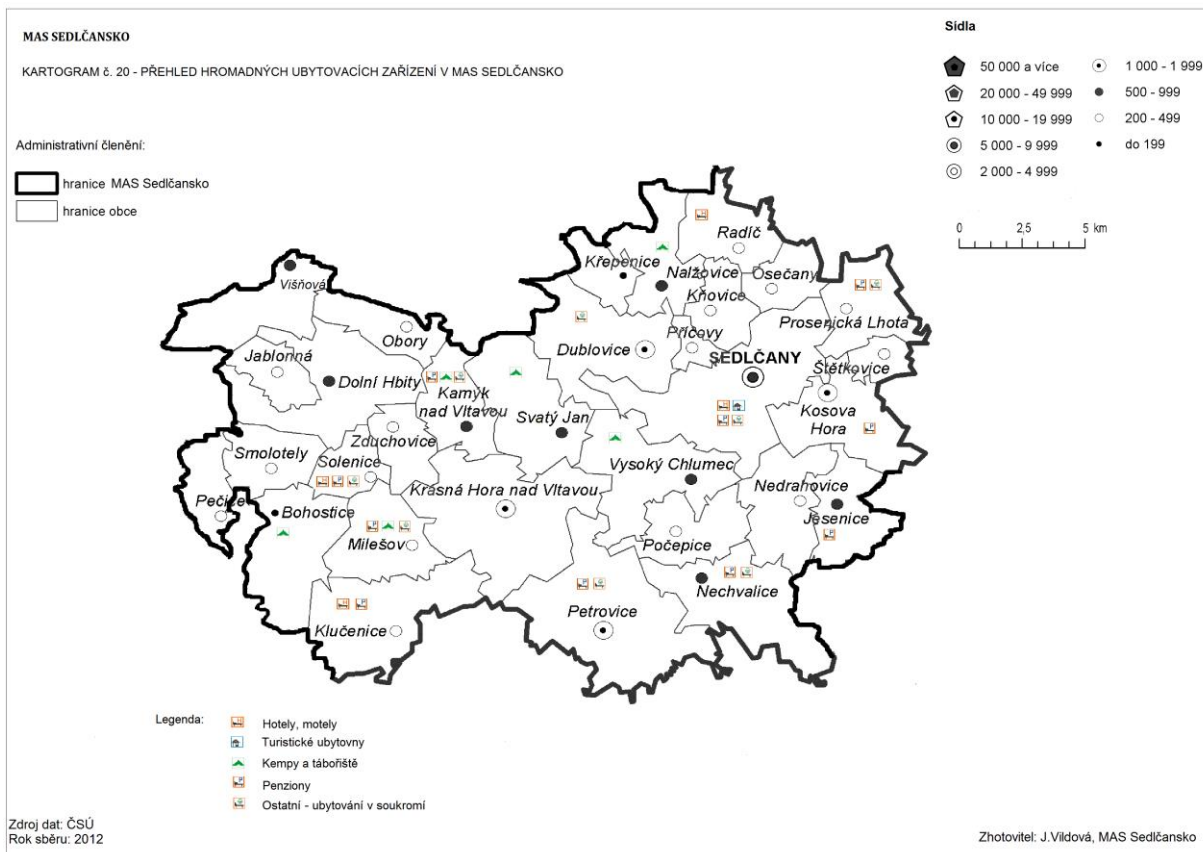 MAS SEDLČANSKO
KARTOGRAM č. 20 - PŘEHLED HROMADNÝCH UBYTOVACÍCH ZAŘÍZENÍ V MAS SEDLČANSKO
Administrativní členění:
hranice MAS Sedlčansko
hranice obce
Sídla
50 000 a více
20 000 - 49 999
10 000 - 19 999
5 000 - 9 999
2 000 - 4 999
1 000 - 1 999
500 - 999
200 - 499
do 199
0 2,5 5 km
Radíč
Křepenice
Nalžovice
Osečany
Višňová
Kňovice
Prosenická Lhota
Obory
Příčovy
Dublovice
SEDLČANY
Jablonná
Štětkovice
Dolní Hbity
Kamýk
nad Vltavou
Kosova
Hora
Svatý Jan
Zduchovice
Smolotely
Solenice
Vysoký Chlumec
Nedrahovice
Krásná Hora nad Vltavou
Pečice
Bohostice
Jesenice
Milešov
Počepice
Nechvalice
Petrovice
Klučenice
Legenda:
Hotely, motely
Turistické ubytovny
Kempy a tábořiště
Penziony
Ostatní - ubytování v soukromí
Zdroj dat: ČSÚ
Rok sběru: 2012
Zhotovitel: J.Vildová, MAS Sedlčansko